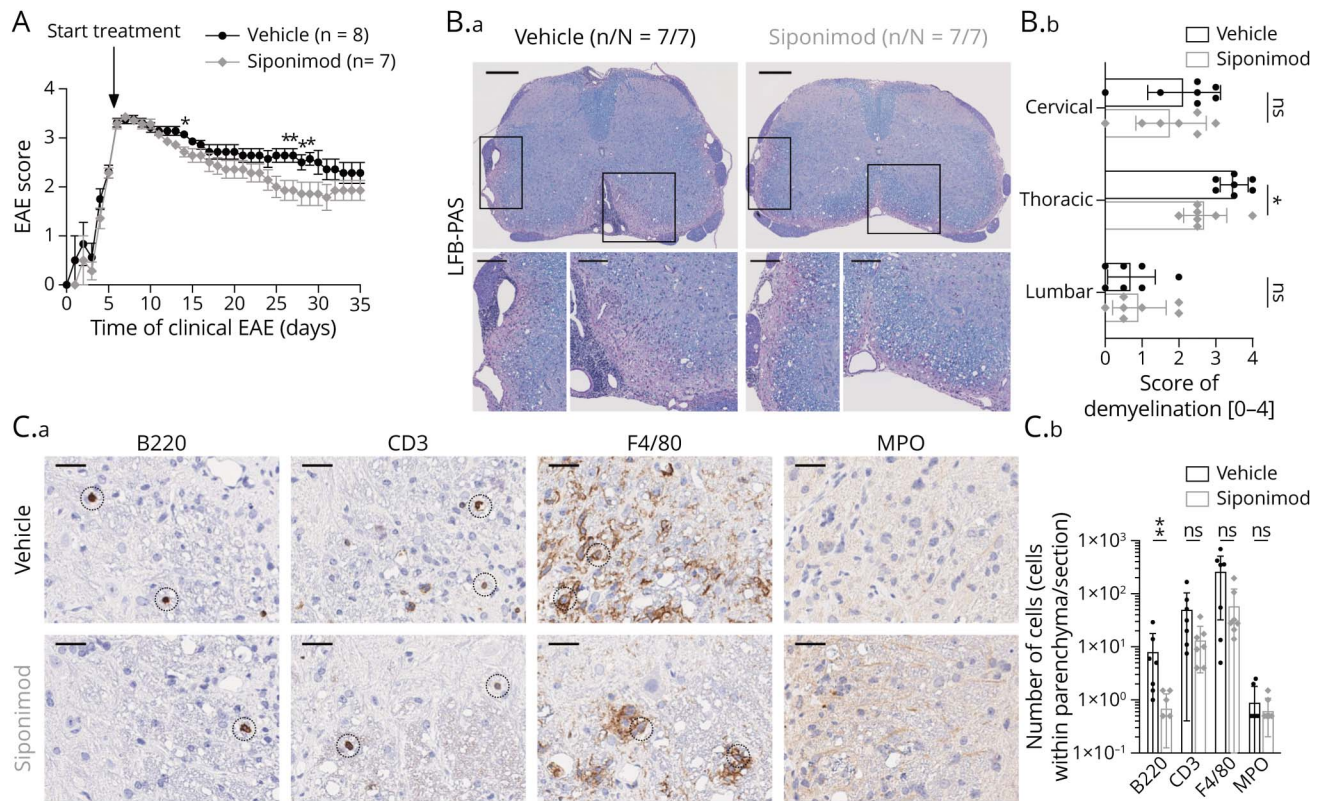 A
Start treatment
Vehicle (n = 8)
Siponimod (n= 7)
EAE score
4
3
2
1
0
*
**
**
0 5 10 15 20 25 30 35
Time of clinical EAE (days)
B.a
Vehicle (n/N = 7/7) Siponimod (n/N = 7/7)
LFB-PAS
B.b
Vehicle
Siponimod
Cervical
ns
Thoracic
*
Lumbar
ns
0 1 2 3 4
Score of
demyelination [0–4]
C.a
B220 CD3 F4/80 MPO
Vehicle
Siponimod
C.b
Vehicle
Siponimod
** ns ns ns
Number of cells (cells
within parenchyma/section)
1×10³
1×10²
1×10¹
1×10⁰
1×10⁻¹
B220 CD3 F4/80 MPO